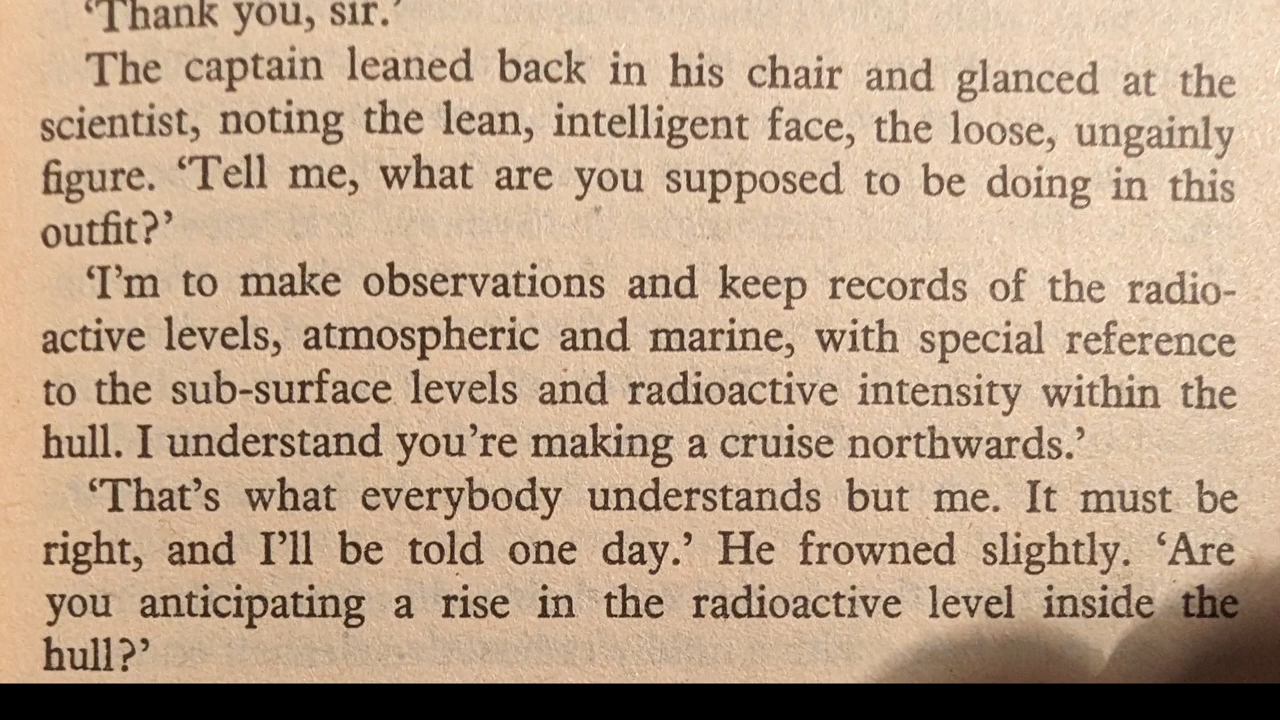 ‘Thank you, sir.’
The captain leaned back in his chair and glanced at the
scientist, noting the lean, intelligent face, the loose, ungainly
figure. ‘Tell me, what are you supposed to be doing in this
outfit?’
‘I’m to make observations and keep records of the radio-
active levels, atmospheric and marine, with special reference
to the sub-surface levels and radioactive intensity within the
hull. I understand you’re making a cruise northwards.’
‘That’s what everybody understands but me. It must be
right, and I’ll be told one day.’ He frowned slightly. ‘Are
you anticipating a rise in the radioactive level inside the
hull?’